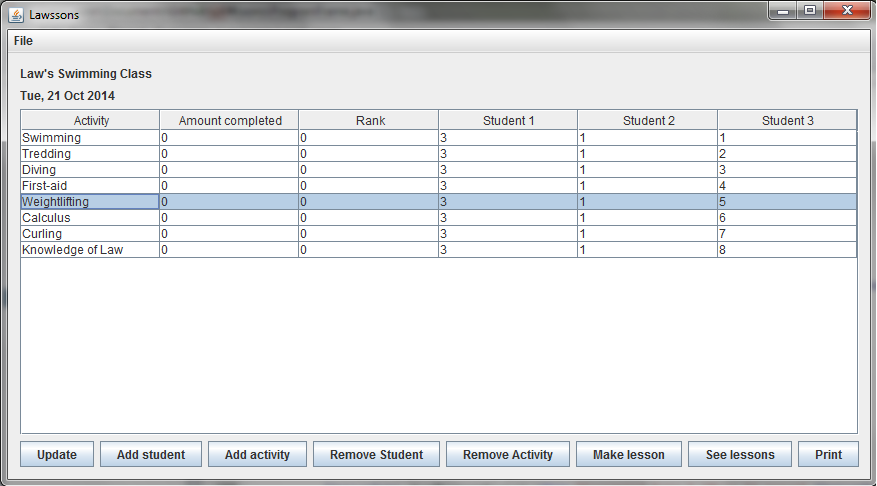 Lawssons
File
Law's Swimming Class
Tue, 21 Oct 2014
Activity Amount completed Rank Student 1 Student 2 Student 3
Swimming 0 0 3 1 1
Tredding 0 0 3 1 2
Diving 0 0 3 1 3
First-aid 0 0 3 1 4
Weightlifting 0 0 3 1 5
Calculus 0 0 3 1 6
Curling 0 0 3 1 7
Knowledge of Law 0 0 3 1 8
Update Add student Add activity Remove Student Remove Activity Make lesson See lessons Print